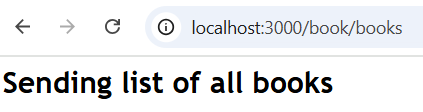 localhost:3000/book/books
Sending list of all books